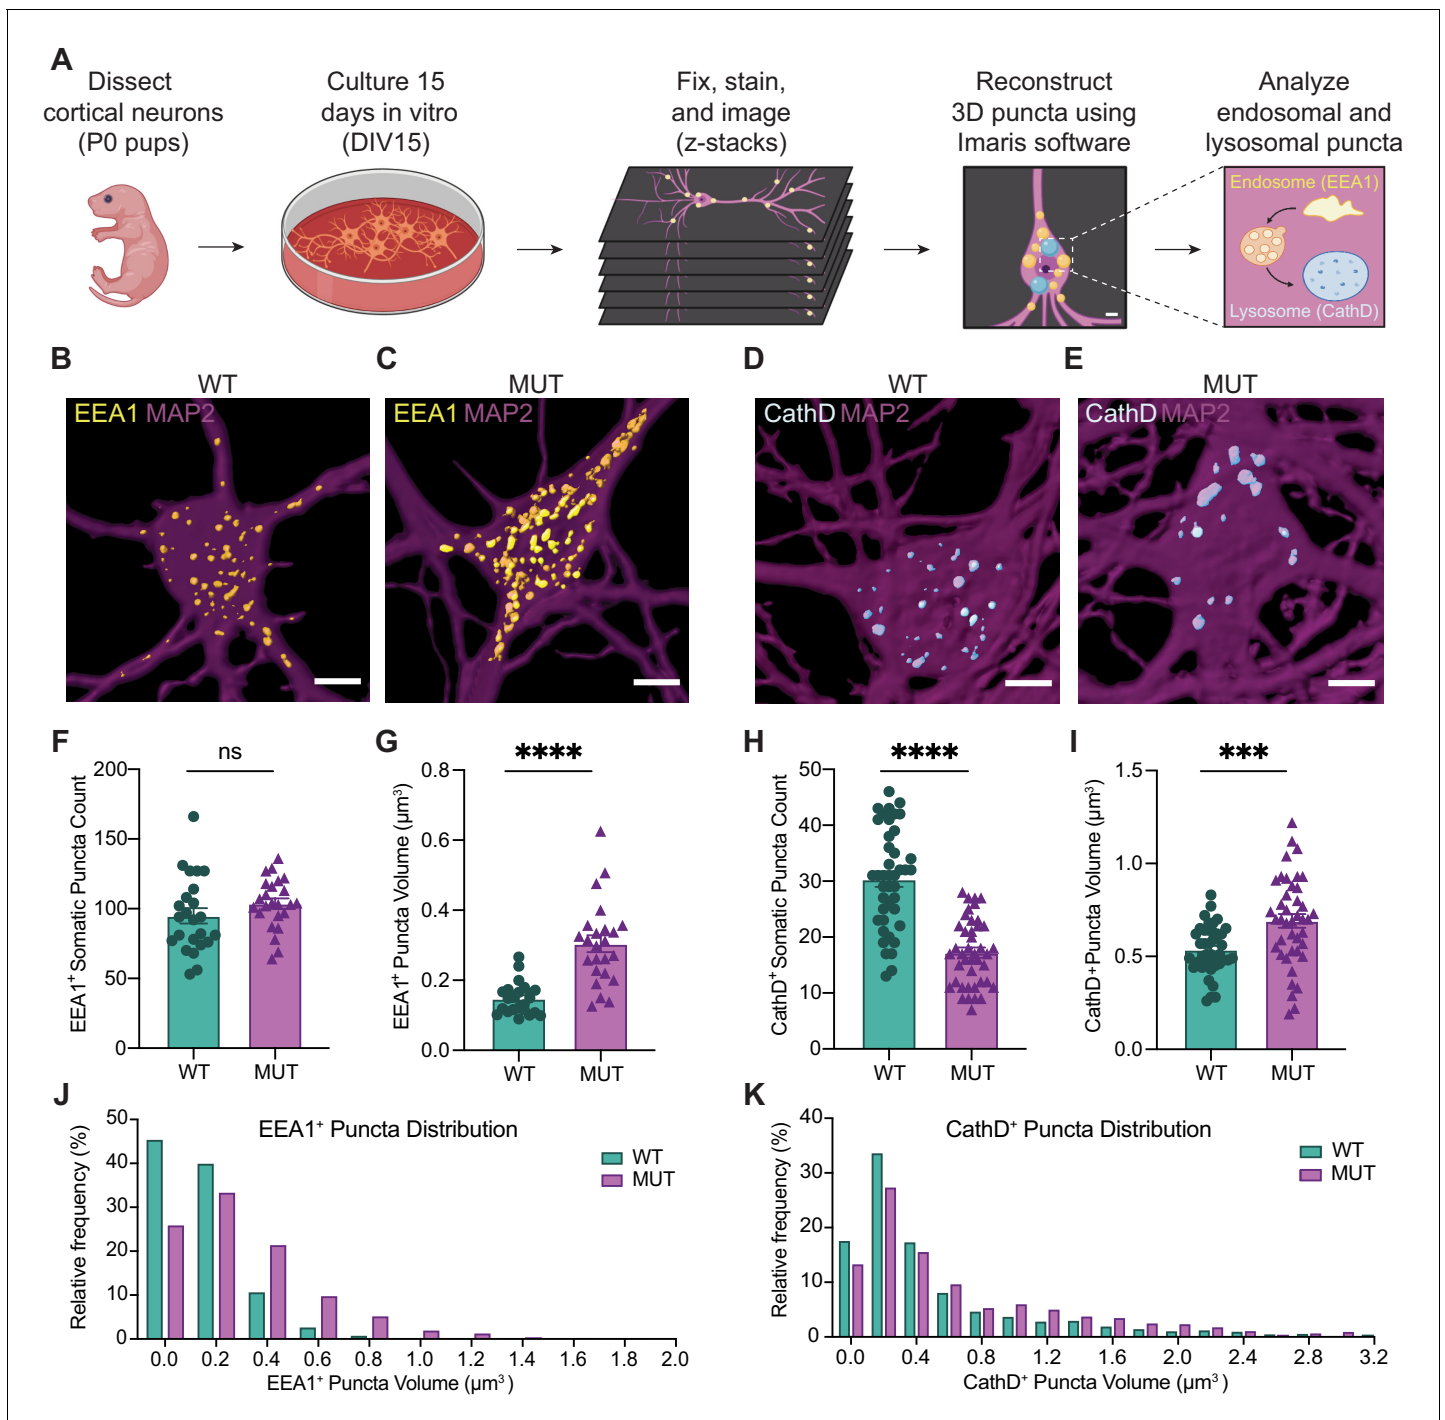 A
Dissect
cortical neurons
(P0 pups)
Culture 15
days in vitro
(DIV15)
Fix, stain,
and image
(z-stacks)
Reconstruct
3D puncta using
Imaris software
Analyze
endosomal and
lysosomal puncta
Endosome (EEA1)
Lysosome (CathD)
B
WT
EEA1 MAP2
C
MUT
EEA1 MAP2
D
WT
CathD MAP2
E
MUT
CathD MAP2
F
ns
EEA1⁺ Somatic Puncta Count
200
150
100
50
0
WT
MUT
G
****
EEA1⁺ Puncta Volume (µm³)
0.8
0.6
0.4
0.2
0.0
WT
MUT
H
****
CathD⁺ Somatic Puncta Count
50
40
30
20
10
0
WT
MUT
I
***
CathD⁺ Puncta Volume (µm³)
1.5
1.0
0.5
0.0
WT
MUT
J
EEA1⁺ Puncta Distribution
WT
MUT
Relative frequency (%)
50
40
30
20
10
0
0.0 0.2 0.4 0.6 0.8 1.0 1.2 1.4 1.6 1.8 2.0
EEA1⁺ Puncta Volume (µm³)
K
CathD⁺ Puncta Distribution
WT
MUT
Relative frequency (%)
40
30
20
10
0
0.0 0.4 0.8 1.2 1.6 2.0 2.4 2.8 3.2
CathD⁺ Puncta Volume (µm³)